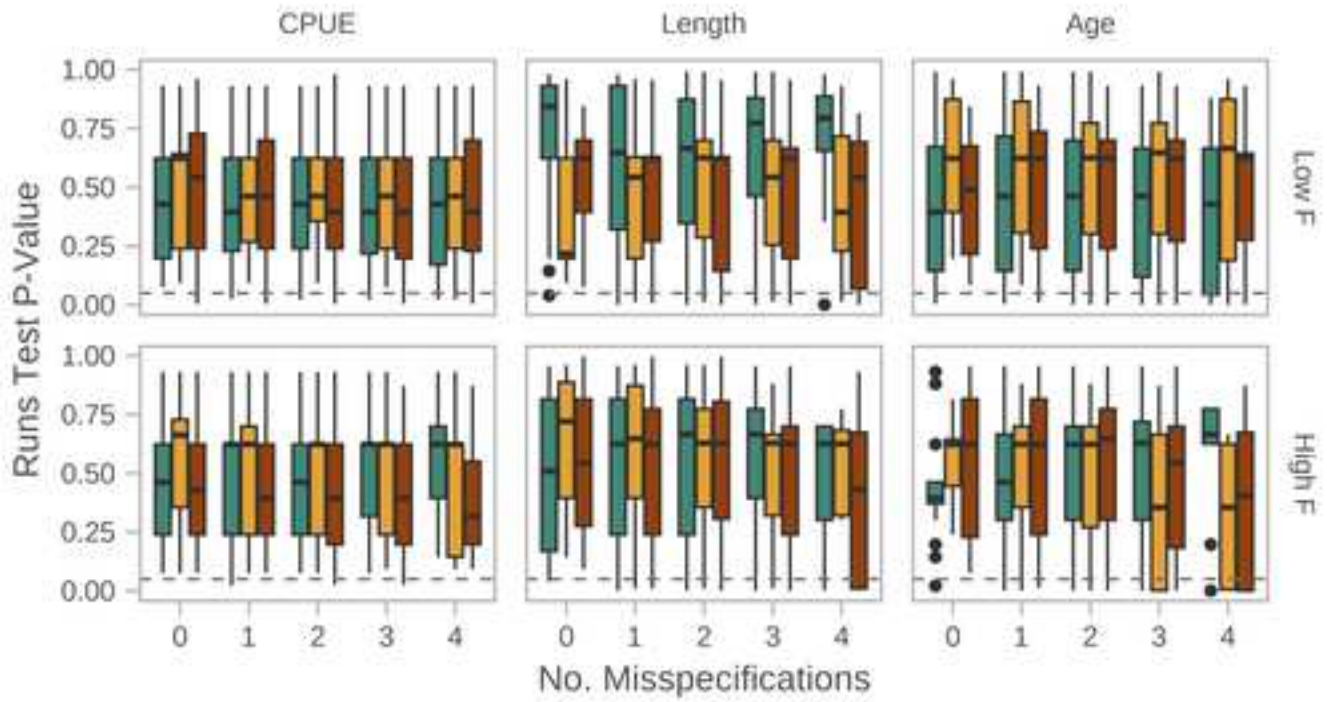 CPUE Length Age
Runs Test P-Value
1.00
0.75
0.50
0.25
0.00
Low F
1.00
0.75
0.50
0.25
0.00
High F
0 1 2 3 4 0 1 2 3 4 0 1 2 3 4
No. Misspecifications